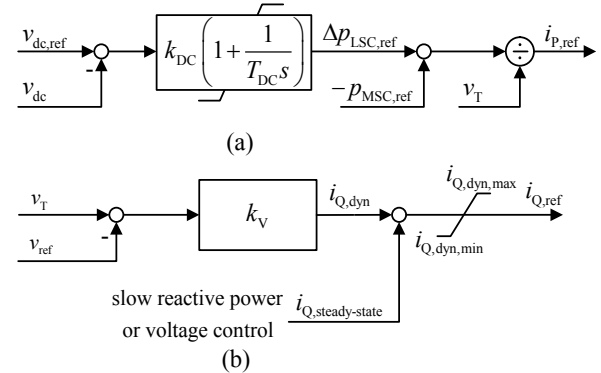 v_dc,ref
v_dc
-
k_DC (1 + 1/(T_DC s))
Δp_LSC,ref
−p_MSC,ref
÷
v_T
i_P,ref
(a)
v_T
v_ref
-
k_V
i_Q,dyn
i_Q,dyn,max
i_Q,dyn,min
i_Q,ref
slow reactive power
or voltage control
i_Q,steady-state
(b)